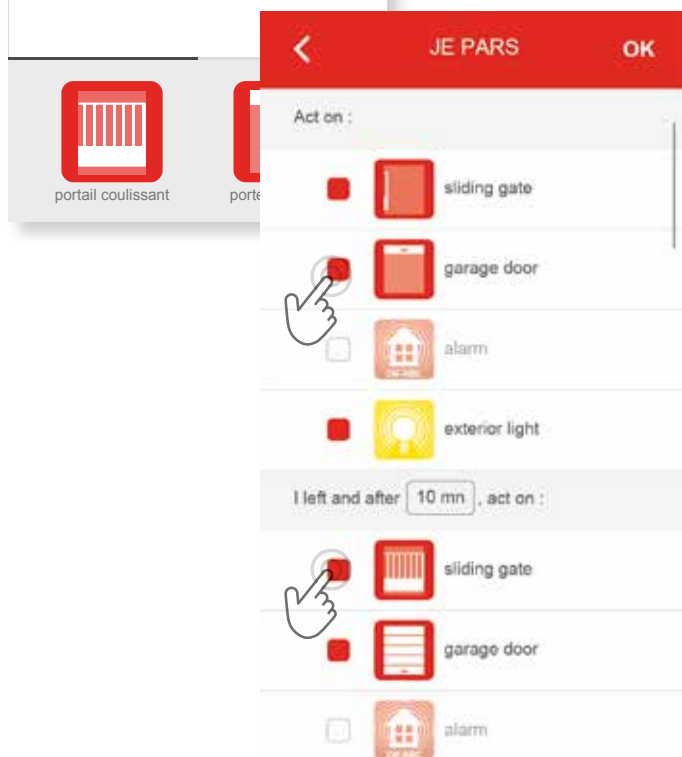 JE PARS
OK
Act on :
sliding gate
portail coulissant
porte
garage door
alarm
exterior light
I left and after 10 mn , act on :
sliding gate
garage door
alarm